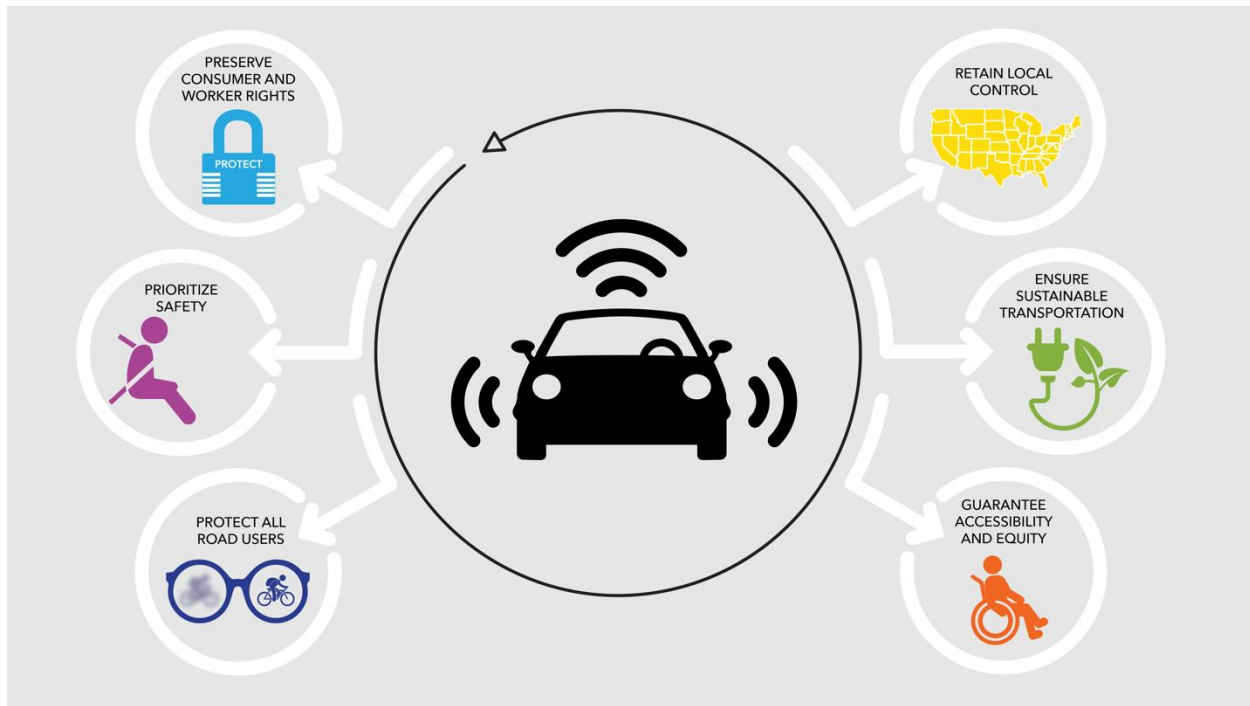 PRESERVE
CONSUMER AND
WORKER RIGHTS
PROTECT
PRIORITIZE
SAFETY
PROTECT ALL
ROAD USERS
RETAIN LOCAL
CONTROL
ENSURE
SUSTAINABLE
TRANSPORTATION
GUARANTEE
ACCESSIBILITY
AND EQUITY